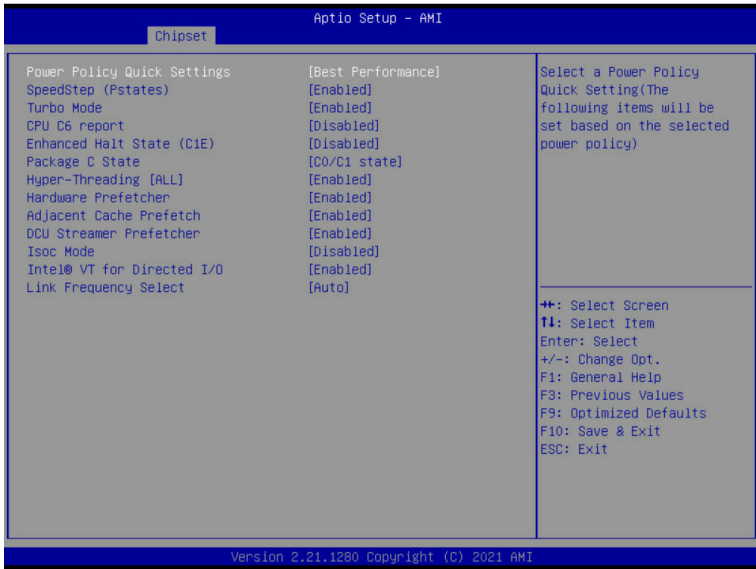 Aptio Setup – AMI
Chipset
Power Policy Quick Settings [Best Performance]
SpeedStep (Pstates) [Enabled]
Turbo Mode [Enabled]
CPU C6 report [Disabled]
Enhanced Halt State (C1E) [Disabled]
Package C State [C0/C1 state]
Hyper-Threading [ALL] [Enabled]
Hardware Prefetcher [Enabled]
Adjacent Cache Prefetch [Enabled]
DCU Streamer Prefetcher [Enabled]
Isoc Mode [Disabled]
Intel® VT for Directed I/O [Enabled]
Link Frequency Select [Auto]
Select a Power Policy
Quick Setting(The
following items will be
set based on the selected
power policy)
→←: Select Screen
↑↓: Select Item
Enter: Select
+/-: Change Opt.
F1: General Help
F3: Previous Values
F9: Optimized Defaults
F10: Save & Exit
ESC: Exit
Version 2.21.1280 Copyright (C) 2021 AMI